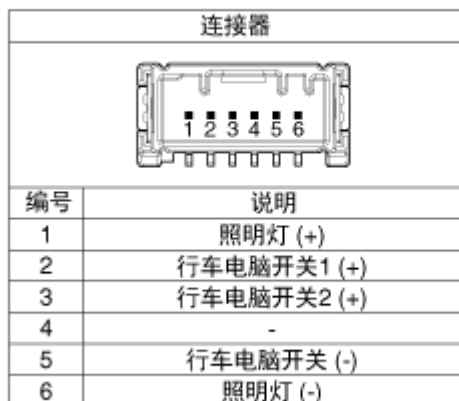 连接器
1 2 3 4 5 6
编号 说明
1 照明灯 (+)
2 行车电脑开关1 (+)
3 行车电脑开关2 (+)
4 -
5 行车电脑开关 (-)
6 照明灯 (-)